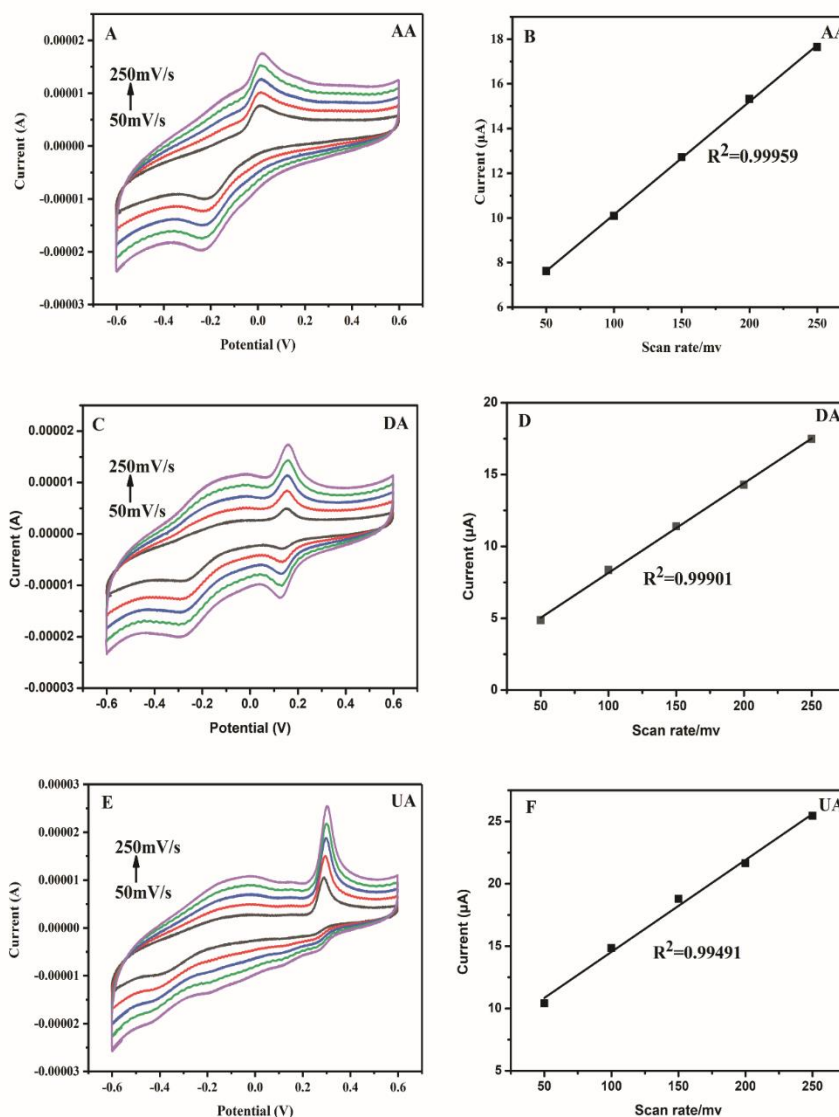 A AA
250mV/s
50mV/s
0.00002
0.00001
0.00000
-0.00001
-0.00002
-0.00003
Current (A)
-0.6 -0.4 -0.2 0.0 0.2 0.4 0.6
Potential (V)
B AA
18
16
14
12
10
8
6
Current (µA)
R2=0.99959
50 100 150 200 250
Scan rate/mv
C DA
250mV/s
50mV/s
0.00002
0.00001
0.00000
-0.00001
-0.00002
-0.00003
Current (A)
-0.6 -0.4 -0.2 0.0 0.2 0.4 0.6
Potential (V)
D DA
20
15
10
5
0
Current (µA)
R2=0.99901
50 100 150 200 250
Scan rate/mv
E UA
250mV/s
50mV/s
0.00003
0.00002
0.00001
0.00000
-0.00001
-0.00002
-0.00003
Current (A)
-0.6 -0.4 -0.2 0.0 0.2 0.4 0.6
Potential (V)
F UA
25
20
15
10
5
Current (µA)
R2=0.99491
50 100 150 200 250
Scan rate/mv